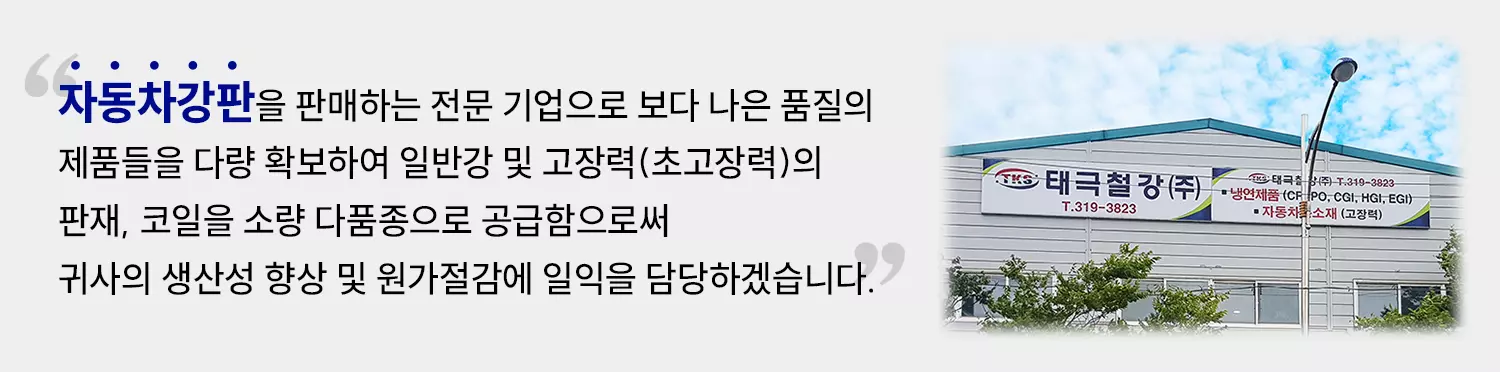 “자동차강판을 판매하는 전문 기업으로 보다 나은 품질의
제품들을 다량 확보하여 일반강 및 고장력(초고장력)의
판재, 코일을 소량 다품종으로 공급함으로써
귀사의 생산성 향상 및 원가절감에 일익을 담당하겠습니다.”
TKS 태극철강(주)
T.319-3823
TKS 태극철강(주) T.319-3823
냉연제품 PO, CGI, HGI, EGI)
소재 (고장력)